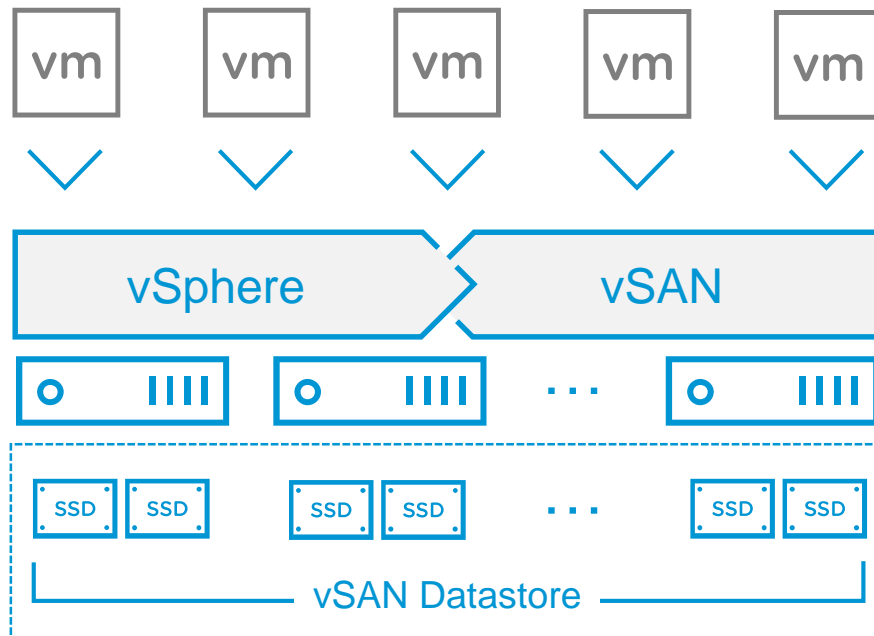 vm vm vm vm vm
vSphere vSAN
...
SSD SSD SSD SSD ... SSD SSD
vSAN Datastore